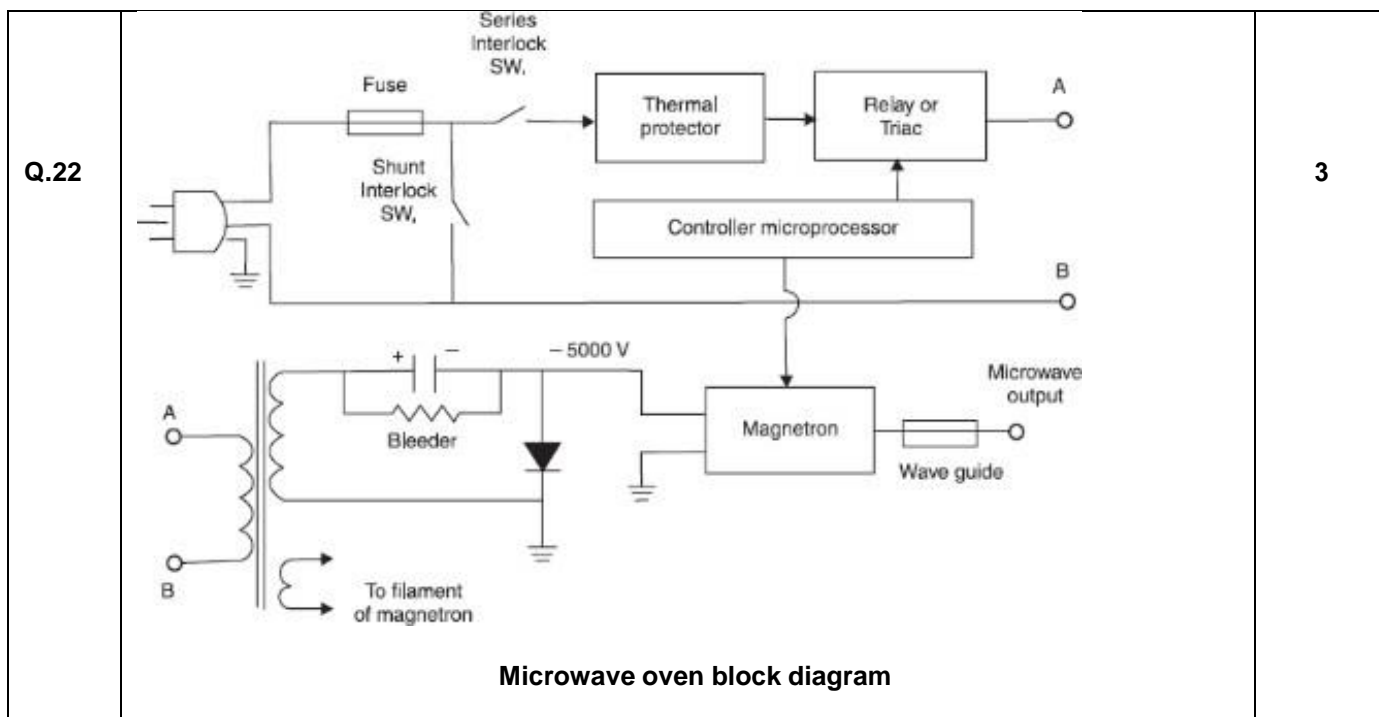 Q.22
Series
Interlock
SW,
Fuse
Thermal
protector
Relay or
Triac
A
Shunt
Interlock
SW,
Controller microprocessor
B
3
+ −
− 5000 V
Bleeder
A
B
To filament
of magnetron
Magnetron
Microwave
output
Wave guide
Microwave oven block diagram